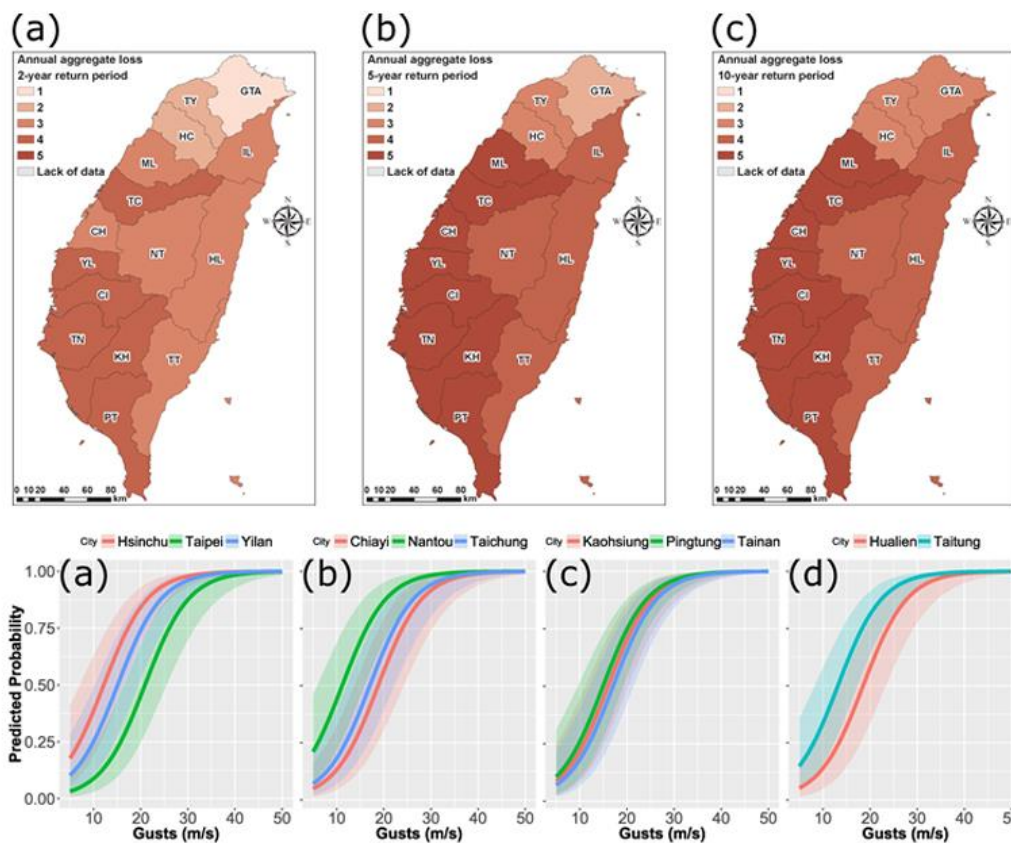 (a)
Annual aggregate loss
2-year return period
1
2
3
4
5
Lack of data
GTA
TY
HC
IL
ML
TC
CH
NT
HL
YL
CI
TN
KH
TT
PT
N
W E
S
0 10 20 40 60 80
km
(b)
Annual aggregate loss
5-year return period
1
2
3
4
5
Lack of data
GTA
TY
HC
IL
ML
TC
CH
NT
HL
YL
CI
TN
KH
TT
PT
N
W E
S
0 10 20 40 60 80
km
(c)
Annual aggregate loss
10-year return period
1
2
3
4
5
Lack of data
GTA
TY
HC
IL
ML
TC
CH
NT
HL
YL
CI
TN
KH
TT
PT
N
W E
S
0 10 20 40 60 80
km
City Hsinchu Taipei Yilan
(a)
Predicted Probability
1.00
0.75
0.50
0.25
0.00
10 20 30 40 50
Gusts (m/s)
City Chiayi Nantou Taichung
(b)
10 20 30 40 50
Gusts (m/s)
City Kaohsiung Pingtung Tainan
(c)
10 20 30 40 50
Gusts (m/s)
City Hualien Taitung
(d)
10 20 30 40 50
Gusts (m/s)